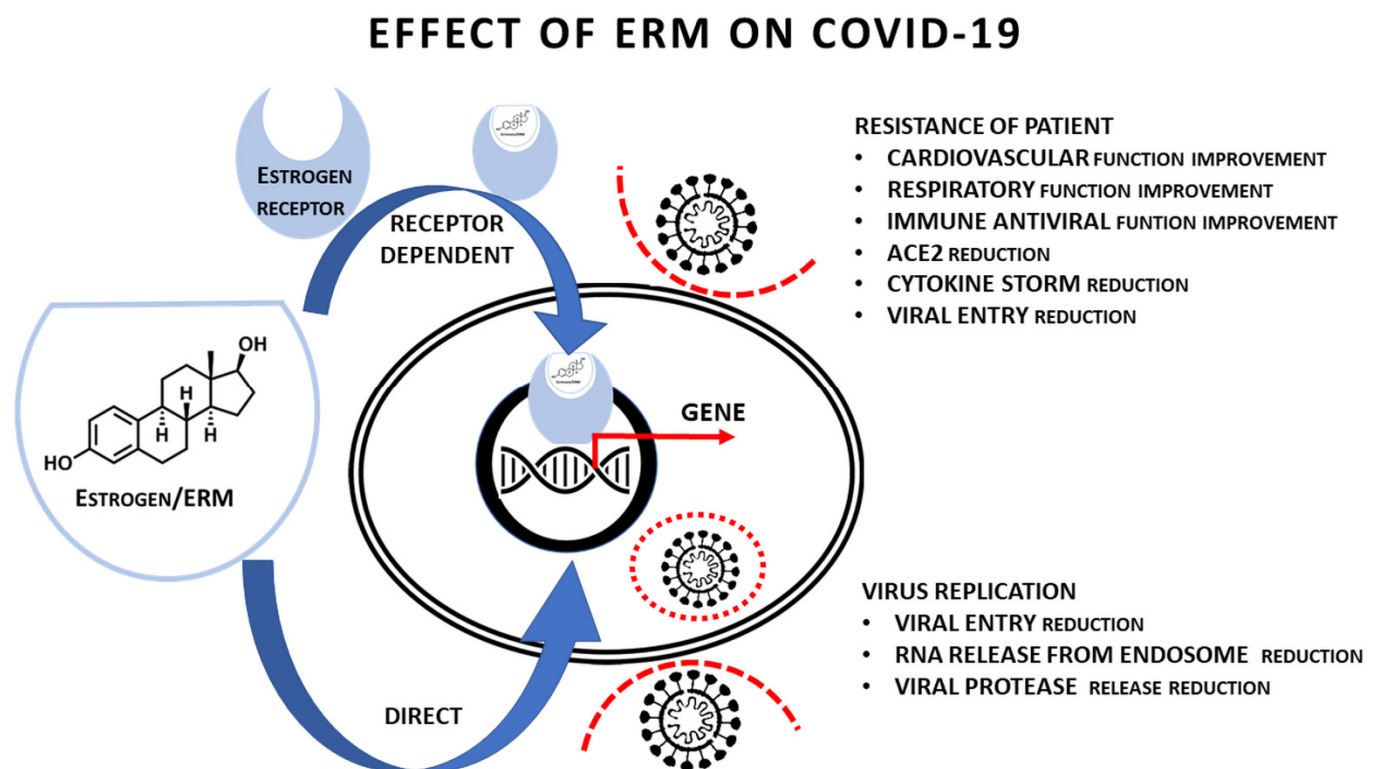 EFFECT OF ERM ON COVID-19
ESTROGEN
RECEPTOR
RECEPTOR
DEPENDENT
RESISTANCE OF PATIENT
• CARDIOVASCULAR FUNCTION IMPROVEMENT
• RESPIRATORY FUNCTION IMPROVEMENT
• IMMUNE ANTIVIRAL FUNTION IMPROVEMENT
• ACE2 REDUCTION
• CYTOKINE STORM REDUCTION
• VIRAL ENTRY REDUCTION
OH
H
H
H
HO
ESTROGEN/ERM
GENE
DIRECT
VIRUS REPLICATION
• VIRAL ENTRY REDUCTION
• RNA RELEASE FROM ENDOSOME REDUCTION
• VIRAL PROTEASE RELEASE REDUCTION